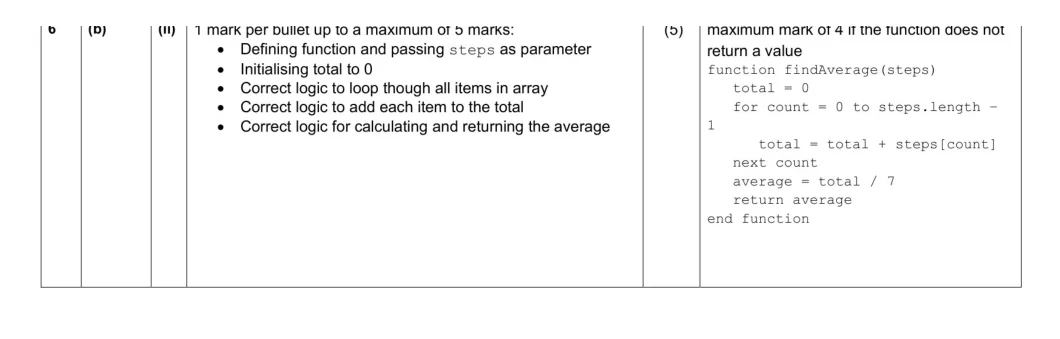 6 (b) (ii) 1 mark per bullet up to a maximum of 5 marks: (5) maximum mark of 4 if the function does not
• Defining function and passing steps as parameter
• Initialising total to 0
• Correct logic to loop though all items in array
• Correct logic to add each item to the total
• Correct logic for calculating and returning the average
return a value
function findAverage(steps)
total = 0
for count = 0 to steps.length –
1
total = total + steps[count]
next count
average = total / 7
return average
end function